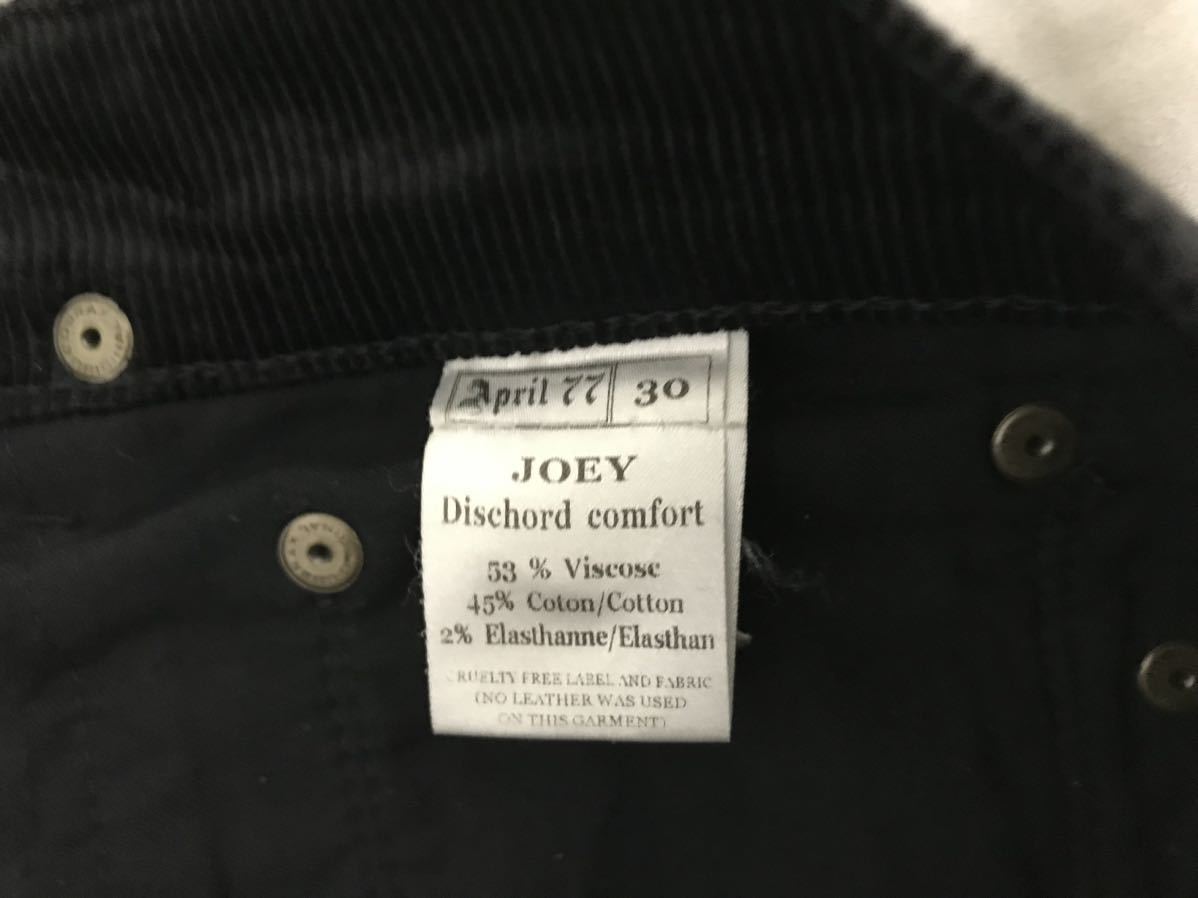 April 77 30
JOEY
Dischord comfort
53 % Viscose
45% Coton/Cotton
2% Elasthanne/Elasthan
CRUELTY FREE LABEL AND FABRIC
(NO LEATHER WAS USED
ON THIS GARMENT)